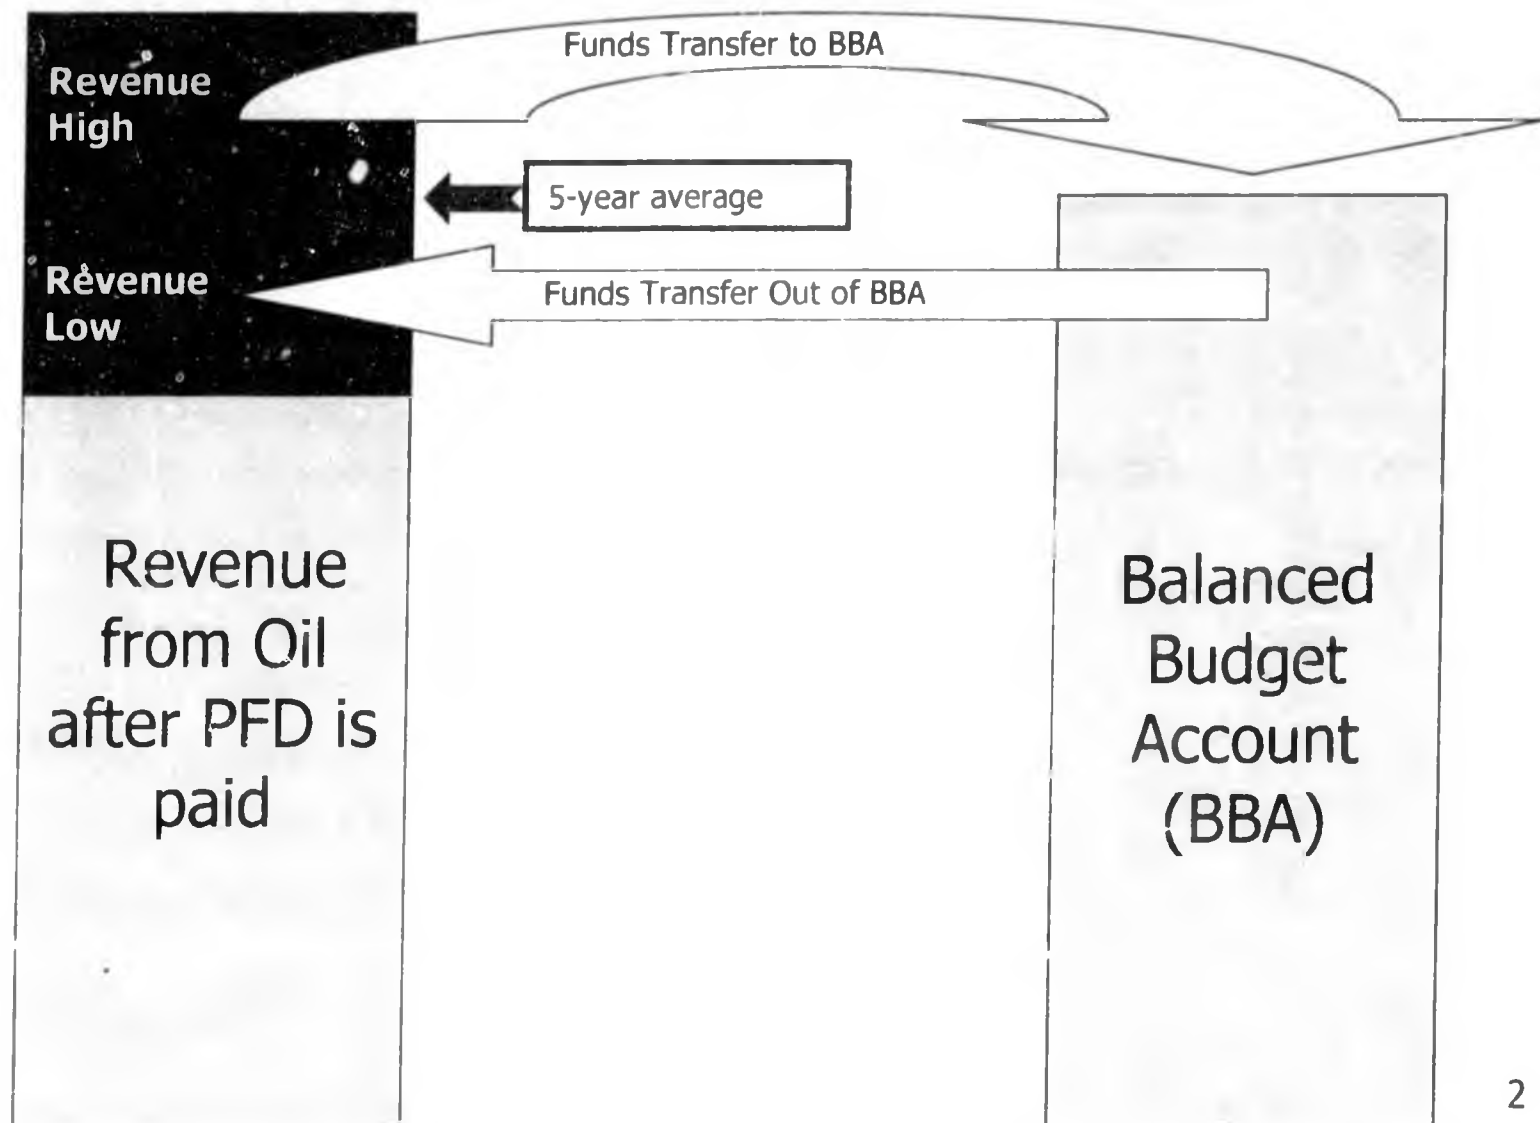 Funds Transfer to BBA
Revenue
High
5-year average
Revenue
Low
Funds Transfer Out of BBA
Revenue
from Oil
after PFD is
paid
Balanced
Budget
Account
(BBA)
2